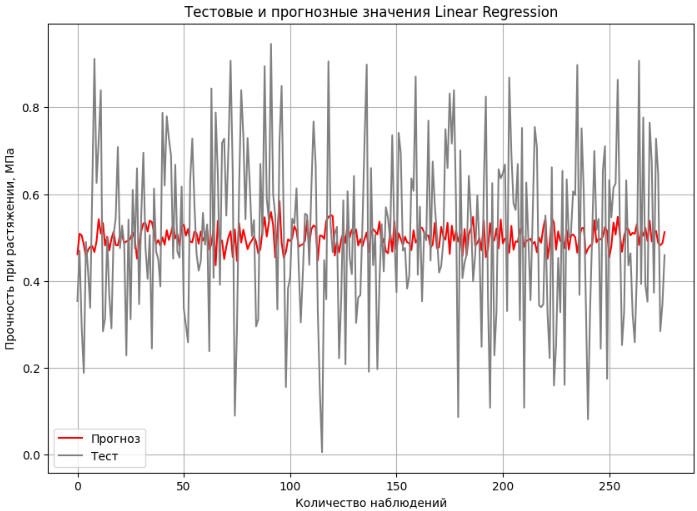 Тестовые и прогнозные значения Linear Regression
Прочность при растяжении, МПа
0.8
0.6
0.4
0.2
0.0
Прогноз
Тест
0 50 100 150 200 250
Количество наблюдений